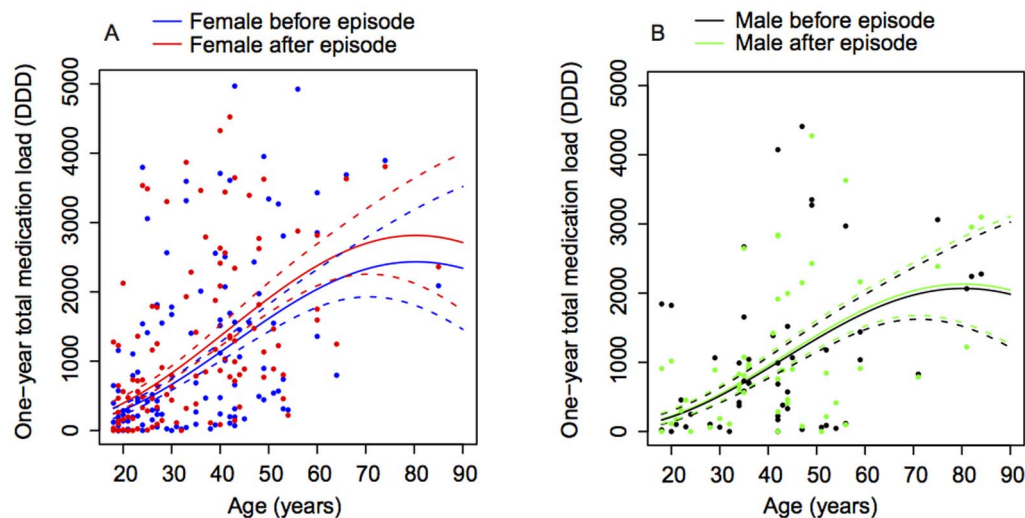 A
Female before episode
Female after episode
One-year total medication load (DDD)
0
1000
2000
3000
4000
5000
20
30
40
50
60
70
80
90
Age (years)
B
Male before episode
Male after episode
One-year total medication load (DDD)
0
1000
2000
3000
4000
5000
20
30
40
50
60
70
80
90
Age (years)